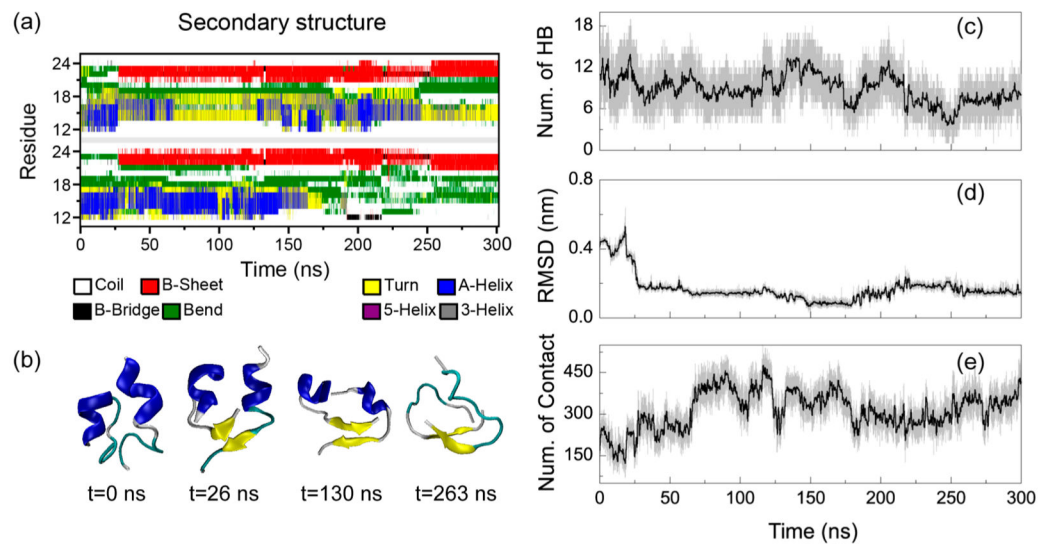 (a)
Secondary structure
Residue
24
18
12
24
18
12
0 50 100 150 200 250 300
Time (ns)
Coil B-Sheet Turn A-Helix
B-Bridge Bend 5-Helix 3-Helix
(b)
t=0 ns t=26 ns t=130 ns t=263 ns
(c)
Num. of HB
18
12
6
0
(d)
RMSD (nm)
0.8
0.4
0.0
(e)
Num. of Contact
450
300
150
0 50 100 150 200 250 300
Time (ns)